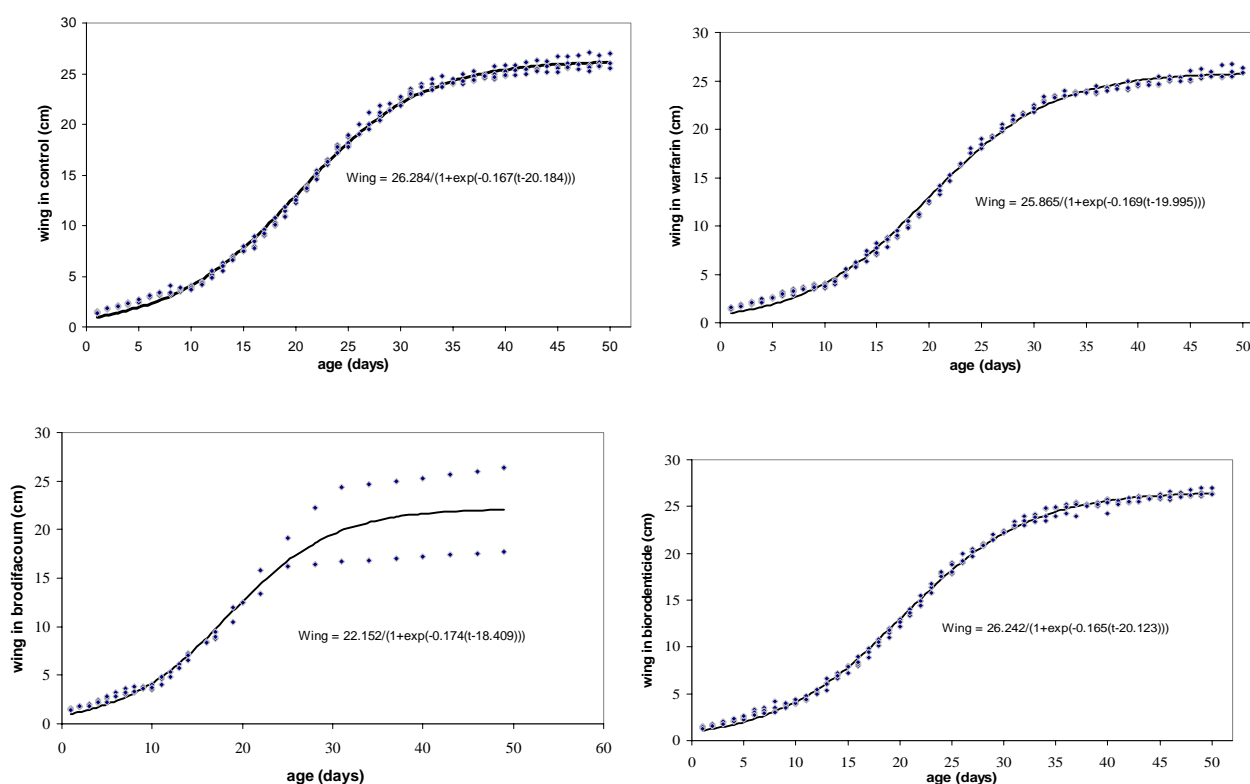 30
25
20
15
10
5
0
wing in control (cm)
Wing = 26.284/(1+exp(-0.167(t-20.184)))
0 5 10 15 20 25 30 35 40 45 50
age (days)
30
25
20
15
10
5
0
wing in warfarin (cm)
Wing = 25.865/(1+exp(-0.169(t-19.995)))
0 5 10 15 20 25 30 35 40 45 50
age (days)
30
25
20
15
10
5
0
wing in brodifacoum (cm)
Wing = 22.152/(1+exp(-0.174(t-18.409)))
0 10 20 30 40 50 60
age (days)
30
25
20
15
10
5
0
wing in biorodenticide (cm)
Wing = 26.242/(1+exp(-0.165(t-20.123)))
0 5 10 15 20 25 30 35 40 45 50
age (days)